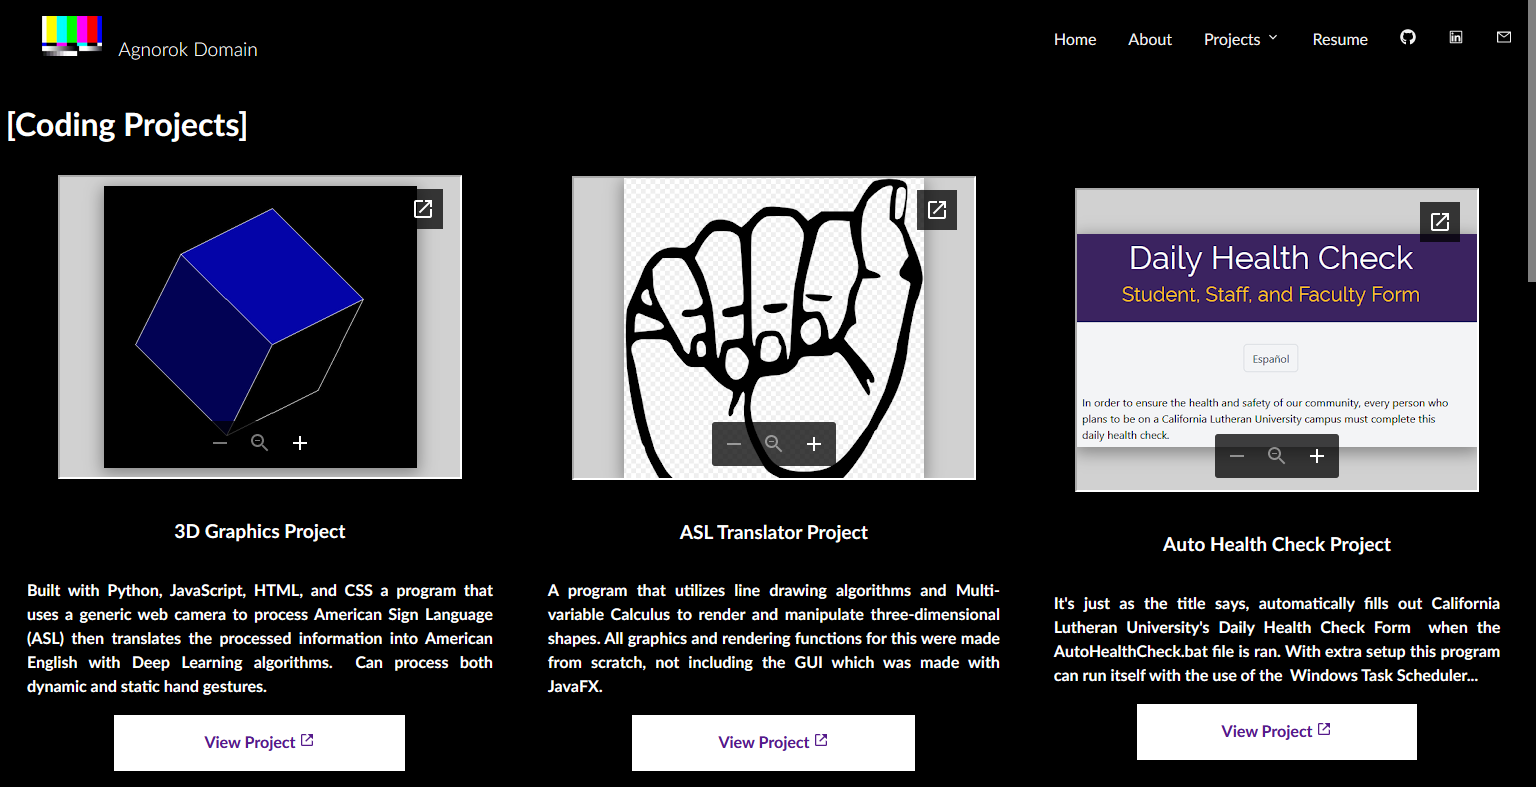 Agnorok Domain
Home
About
Projects
Resume
[Coding Projects]
Daily Health Check
Student, Staff, and Faculty Form
Español
In order to ensure the health and safety of our community, every person who
plans to be on a California Lutheran University campus must complete this
daily health check.
3D Graphics Project
Built with Python, JavaScript, HTML, and CSS a program that
uses a generic web camera to process American Sign Language
(ASL) then translates the processed information into American
English with Deep Learning algorithms.  Can process both
dynamic and static hand gestures.
View Project
ASL Translator Project
A program that utilizes line drawing algorithms and Multi-
variable Calculus to render and manipulate three-dimensional
shapes. All graphics and rendering functions for this were made
from scratch, not including the GUI which was made with
JavaFX.
View Project
Auto Health Check Project
It's just as the title says, automatically fills out California
Lutheran University's Daily Health Check Form  when the
AutoHealthCheck.bat file is ran. With extra setup this program
can run itself with the use of the  Windows Task Scheduler...
View Project